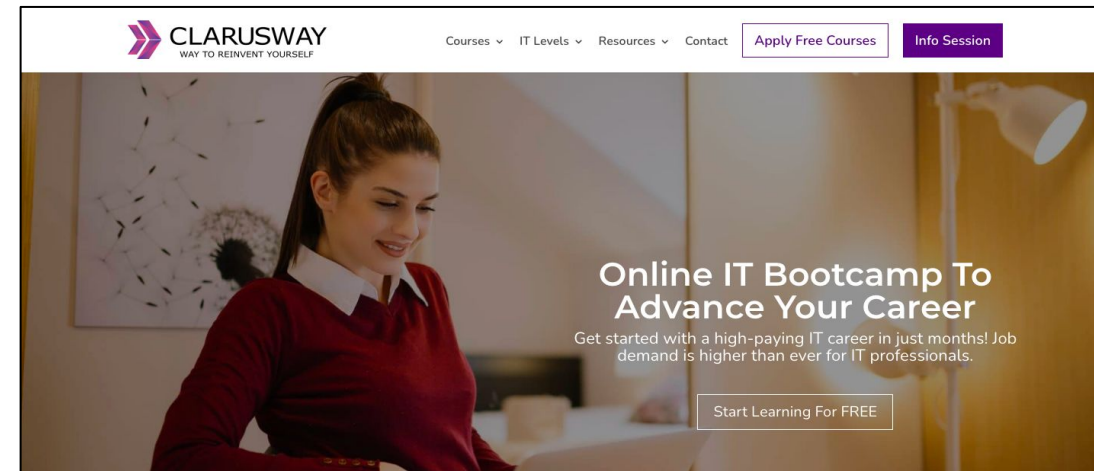 CLARUSWAY
WAY TO REINVENT YOURSELF
Courses IT Levels Resources Contact Apply Free Courses Info Session
Online IT Bootcamp To
Advance Your Career
Get started with a high-paying IT career in just months! Job
demand is higher than ever for IT professionals.
Start Learning For FREE